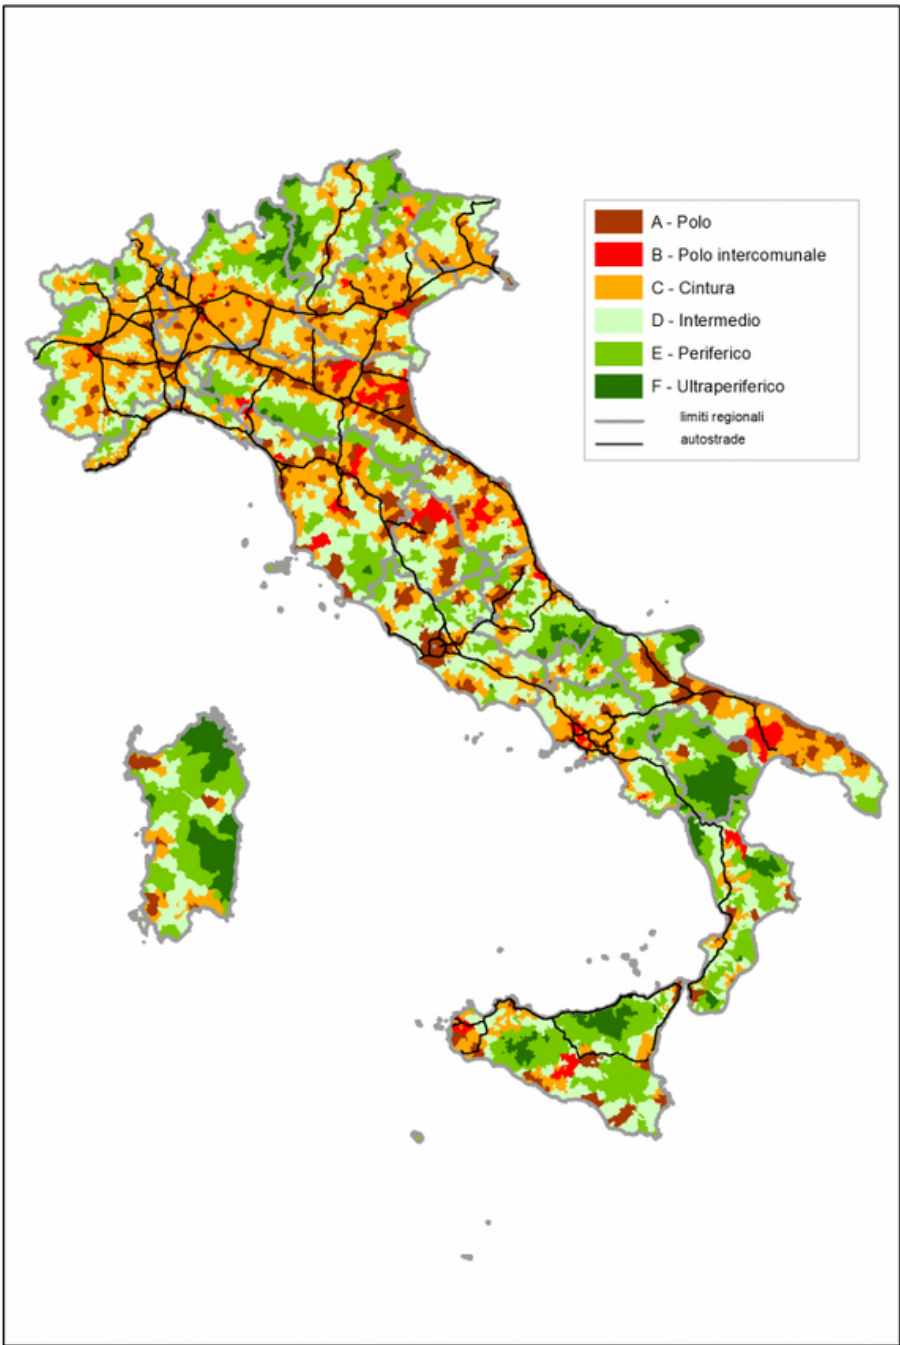 A - Polo
B - Polo intercomunale
C - Cintura
D - Intermedio
E - Periferico
F - Ultraperiferico
limiti regionali
autostrade